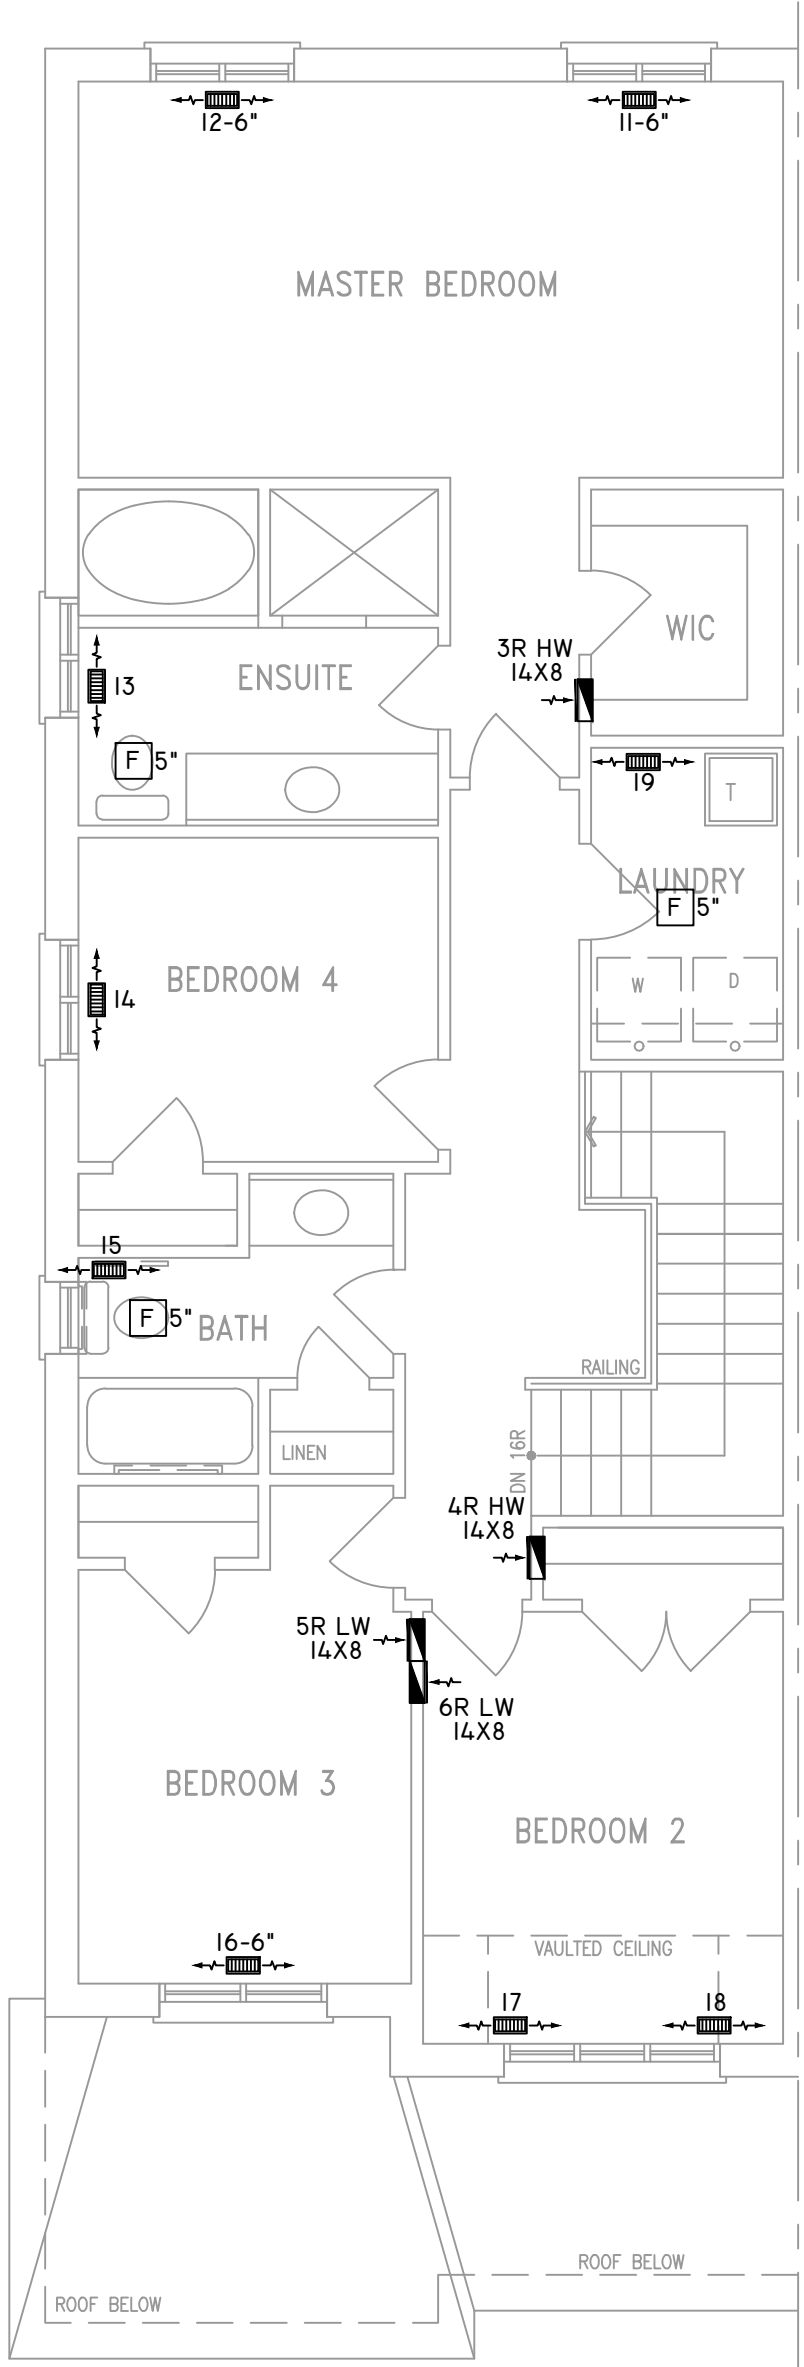 12-6"
11-6"
MASTER BEDROOM
WIC
3R HW
14X8
ENSUITE
13
F 5"
19
T
LAUNDRY
F 5"
BEDROOM 4
14
W
D
15
F 5"
BATH
RAILING
LINEN
DN 16R
4R HW
14X8
5R LW
14X8
6R LW
14X8
BEDROOM 3
BEDROOM 2
16-6"
VAULTED CEILING
17
18
ROOF BELOW
ROOF BELOW